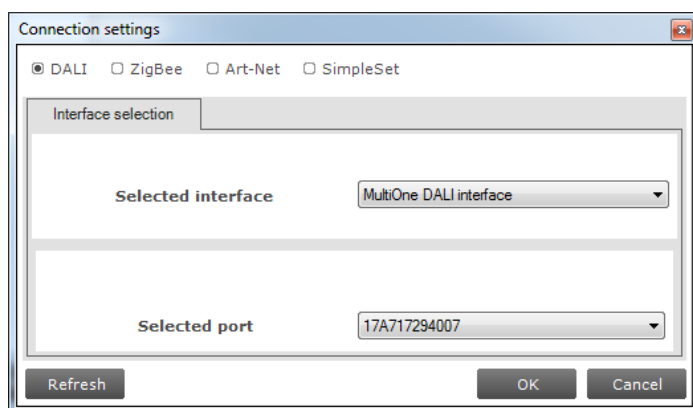 Connection settings
DALI ZigBee Art-Net SimpleSet
Interface selection
Selected interface MultiOne DALI interface
Selected port 17A717294007
Refresh OK Cancel